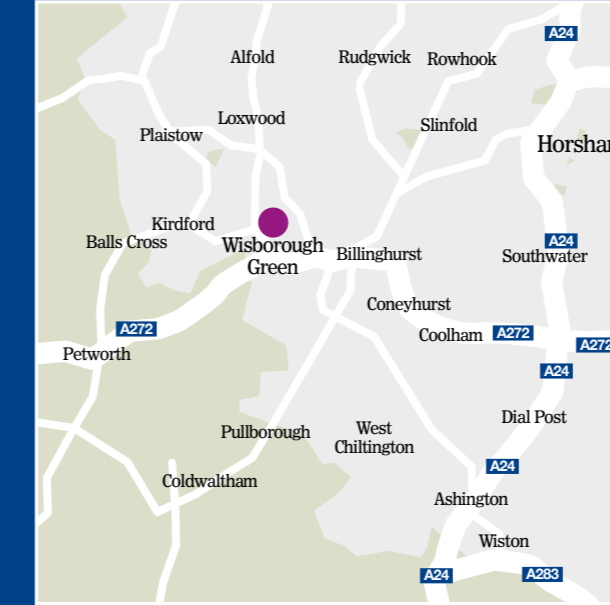 A24
Alfold
Rudgwick
Rowhook
Loxwood
Slinfold
Plaistow
Horshar
Kirdford
Balls Cross
Wisborough
Green
Billinghurst
A24
Southwater
Coneyhurst
A272
Coolham
A272
A272
Petworth
A24
Dial Post
Pullborough
West
Chiltington
A24
Coldwaltham
Ashington
Wiston
A24
A283